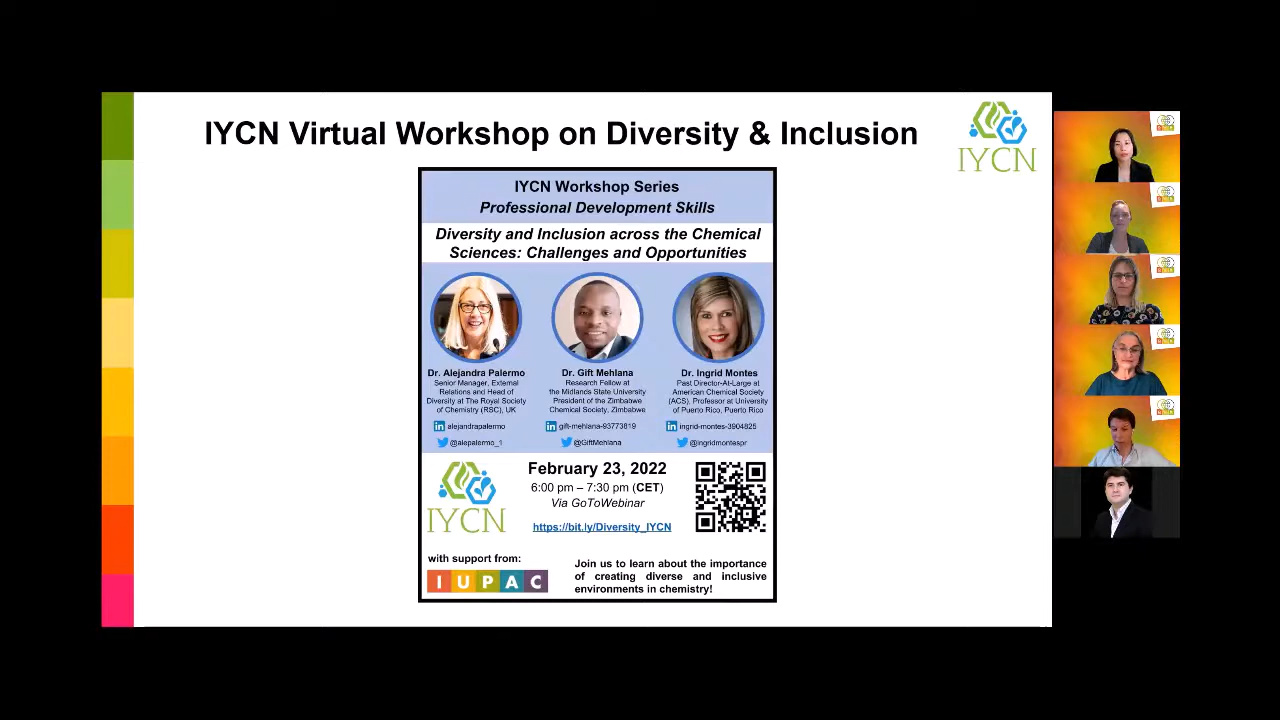 IYCN Virtual Workshop on Diversity & Inclusion
IYCN
IYCN Workshop Series
Professional Development Skills
Diversity and Inclusion across the Chemical
Sciences: Challenges and Opportunities
Dr. Alejandra Palermo
Senior Manager, External
Relations and Head of
Diversity at The Royal Society
of Chemistry (RSC), UK
alejandrapalermo
@alepalermo_1
Dr. Gift Mehlana
Research Fellow at
the Midlands State University
President of the Zimbabwe
Chemical Society, Zimbabwe
gift-mehlana-93773819
@GiftMehlana
Dr. Ingrid Montes
Past Director-At-Large at
American Chemical Society
(ACS), Professor at University
of Puerto Rico, Puerto Rico
ingrid-montes-3904825
@ingridmontespr
IYCN
February 23, 2022
6:00 pm – 7:30 pm (CET)
Via GoToWebinar
https://bit.ly/Diversity_IYCN
with support from:
IUPAC
Join us to learn about the importance
of creating diverse and inclusive
environments in chemistry!